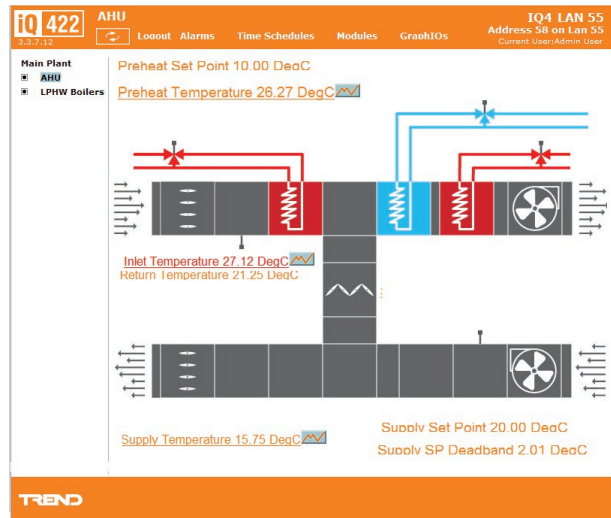 iQ 422
3.3.7.12
AHU
Logout Alarms Time Schedules Modules GraphIOs
IQ4 LAN 55
Address 58 on Lan 55
Current User:Admin User
Main Plant
AHU
LPHW Boilers
Preheat Set Point 10.00 DegC
Preheat Temperature 26.27 DegC
Inlet Temperature 27.12 DegC
Return Temperature 21.25 DegC
Supply Temperature 15.75 DegC
Supply Set Point 20.00 DegC
Supply SP Deadband 2.01 DegC
TREND